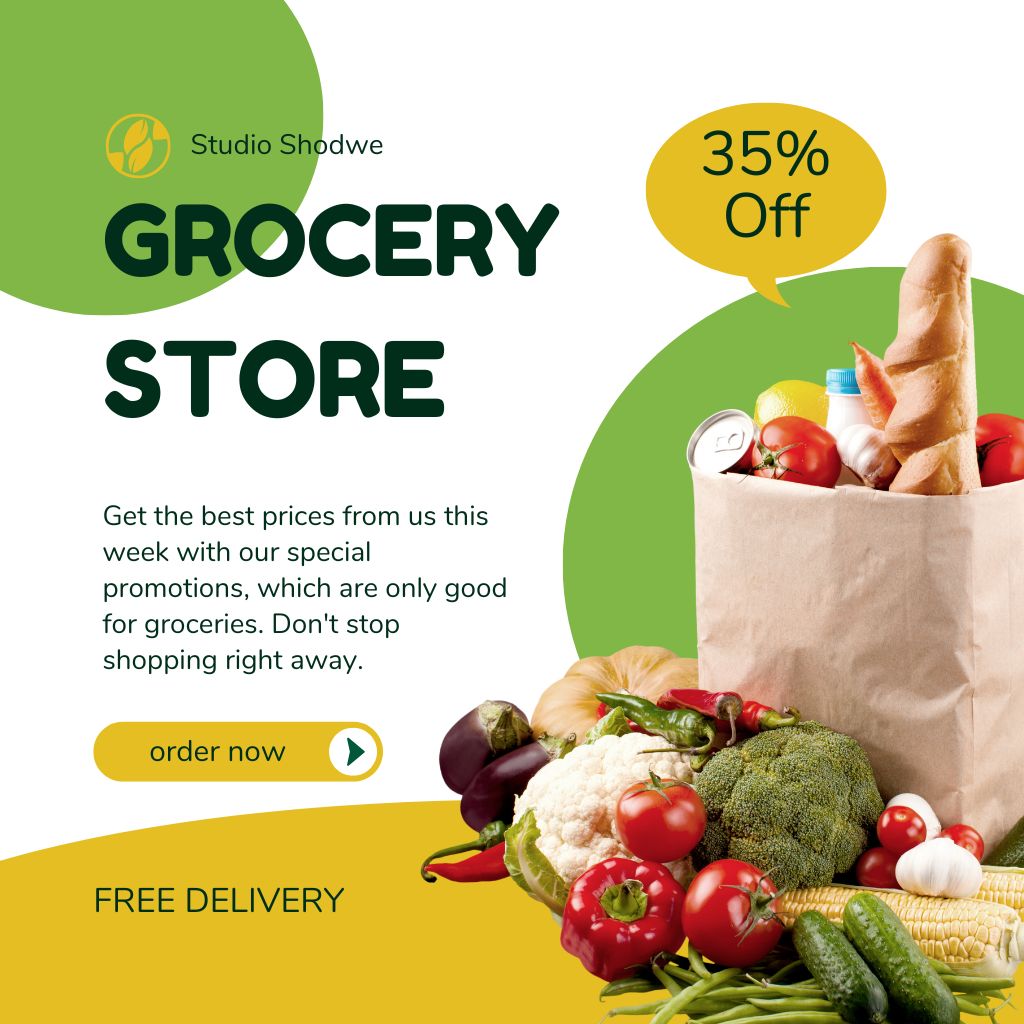 Studio Shodwe
GROCERY
STORE
35%
Off
B
Get the best prices from us this
week with our special
promotions, which are only good
for groceries. Don't stop
shopping right away.
order now
FREE DELIVERY